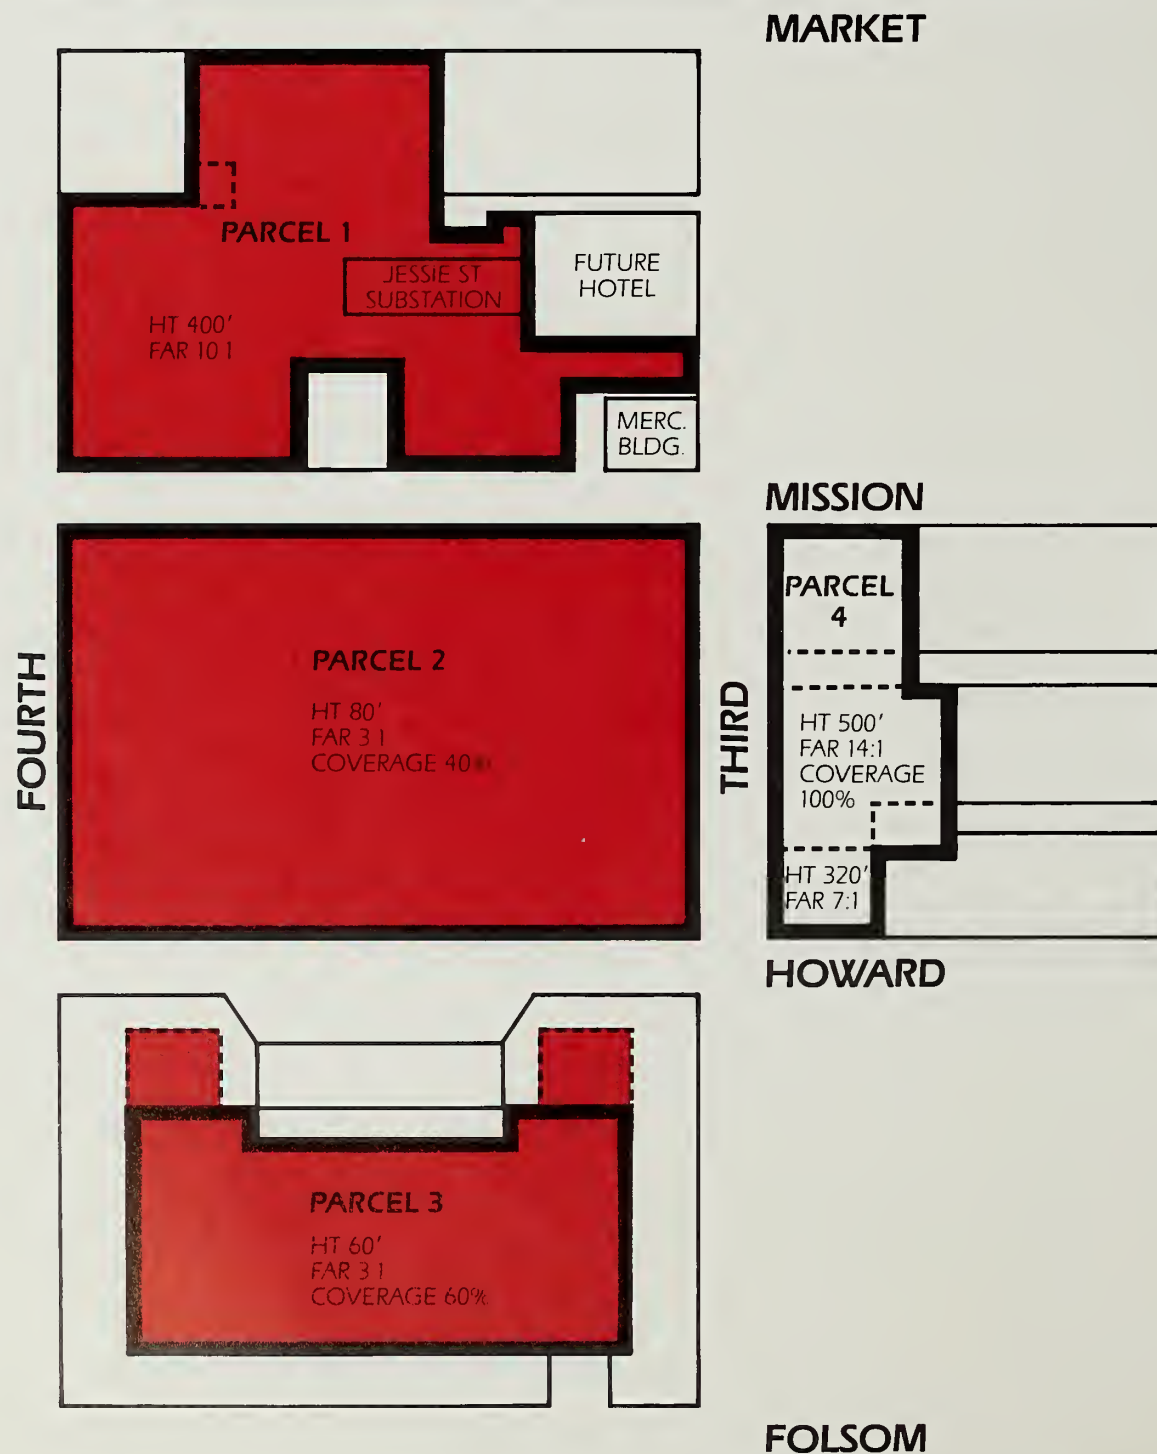 MARKET
PARCEL 1
JESSIE ST
SUBSTATION
FUTURE
HOTEL
HT 400'
FAR 10 1
MERC.
BLDG.
MISSION
FOURTH
PARCEL 2
HT 80'
FAR 3 1
COVERAGE 40
THIRD
PARCEL
4
HT 500'
FAR 14:1
COVERAGE
100%
HT 320'
FAR 7:1
HOWARD
PARCEL 3
HT 60'
FAR 3 1
COVERAGE 60%
FOLSOM